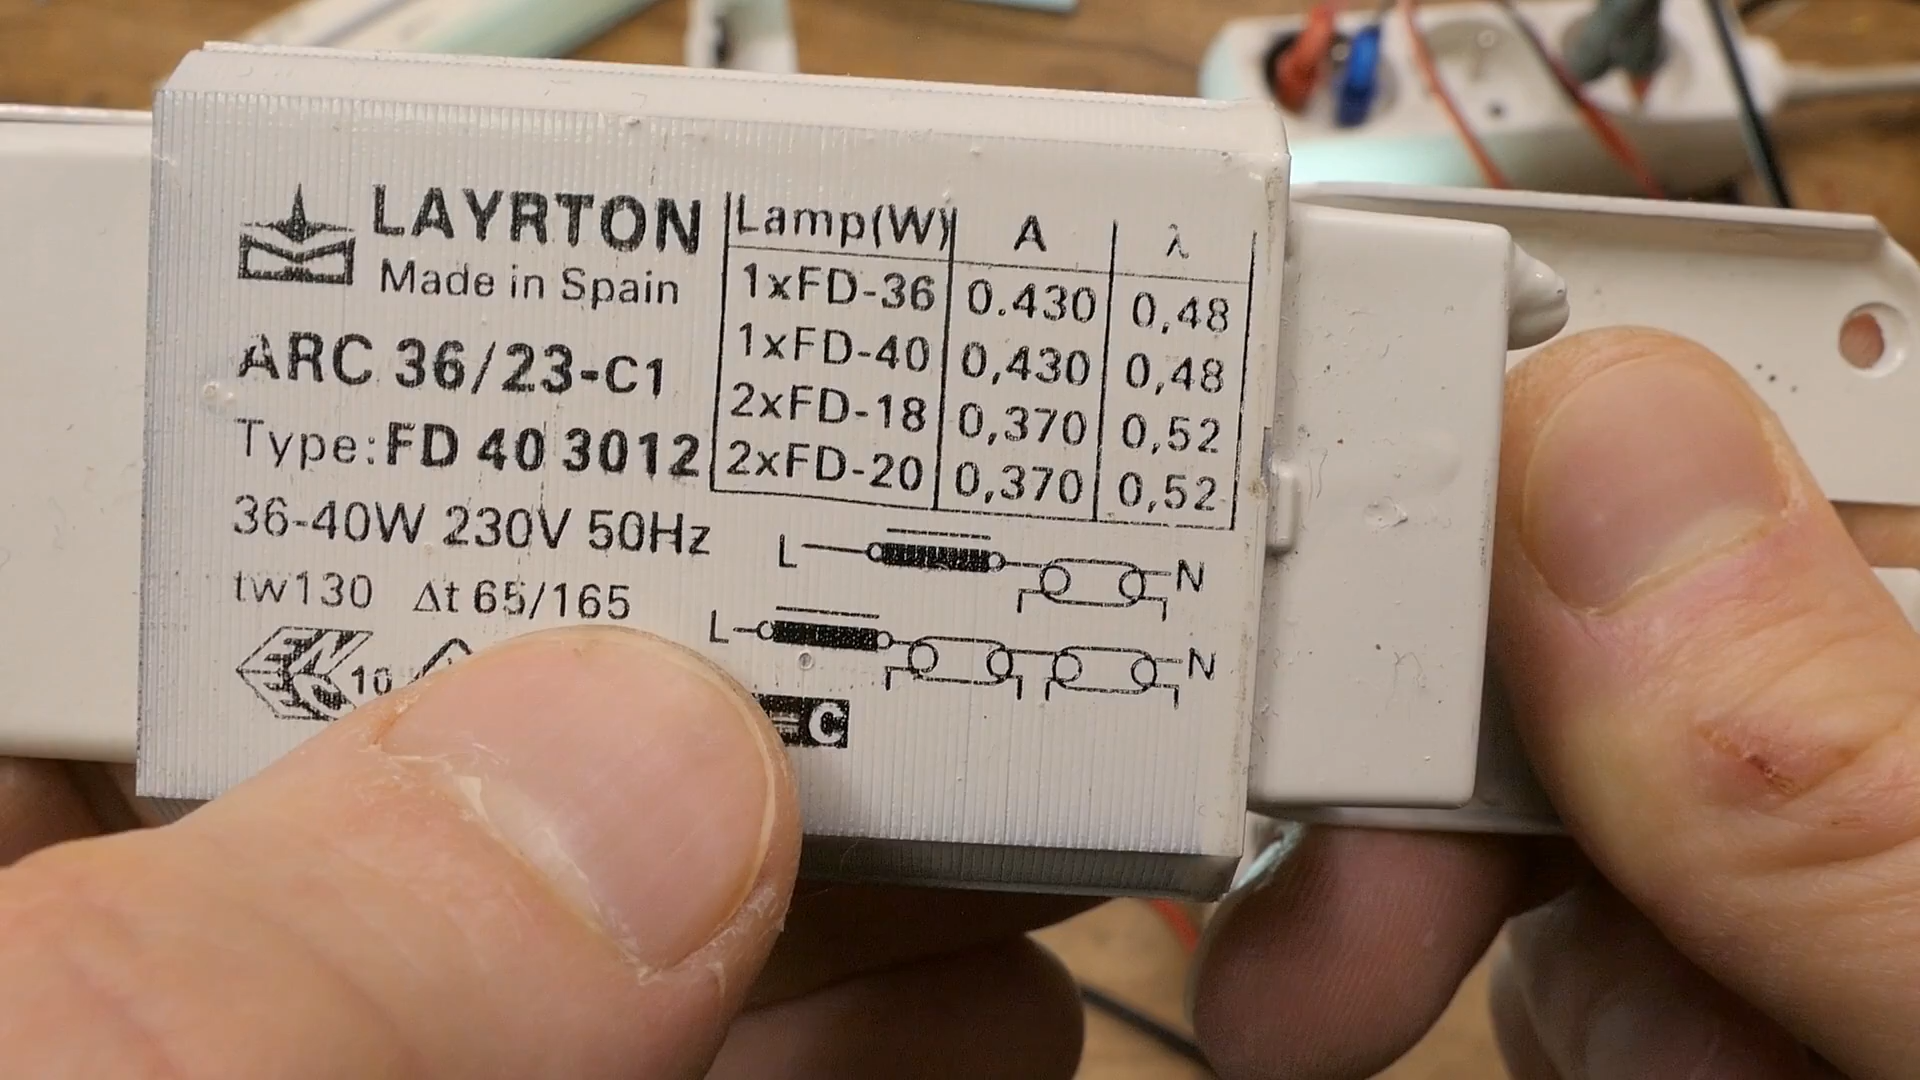 LAYRTON
Made in Spain
ARC 36/23-C1
Type: FD 40 3012
36-40W 230V 50Hz
tw130 Δt 65/165
ENEC 10
Lamp(W) A λ
1xFD-36 0.430 0,48
1xFD-40 0,430 0,48
2xFD-18 0,370 0,52
2xFD-20 0,370 0,52
L N
L N
=C